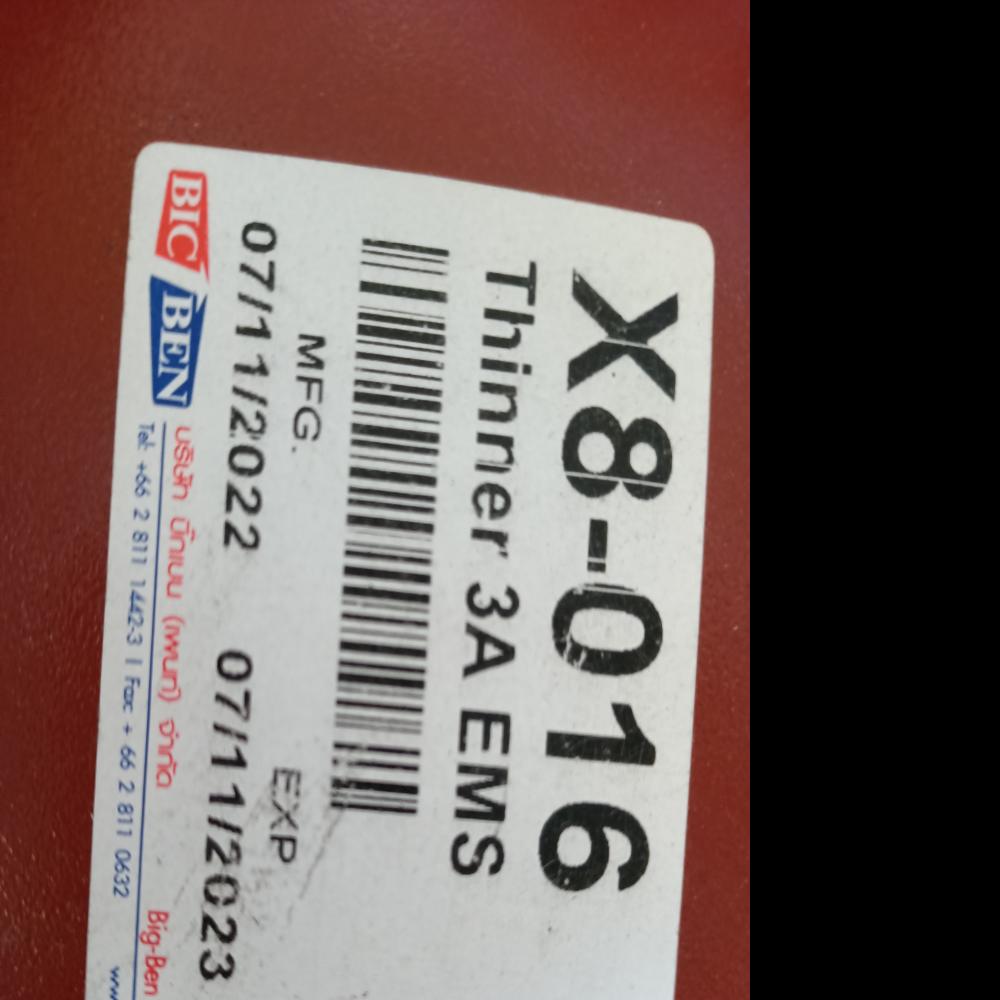 X8-016
Thinner 3A EMS
MFG. EXP
07/11/2022 07/11/2023
BIG BEN
บริษัท บิ๊กเบน (เพนท์) จำกัด Big-Ben
Tel: +66 2 811 1442-3 | Fax: + 66 2 811 0632